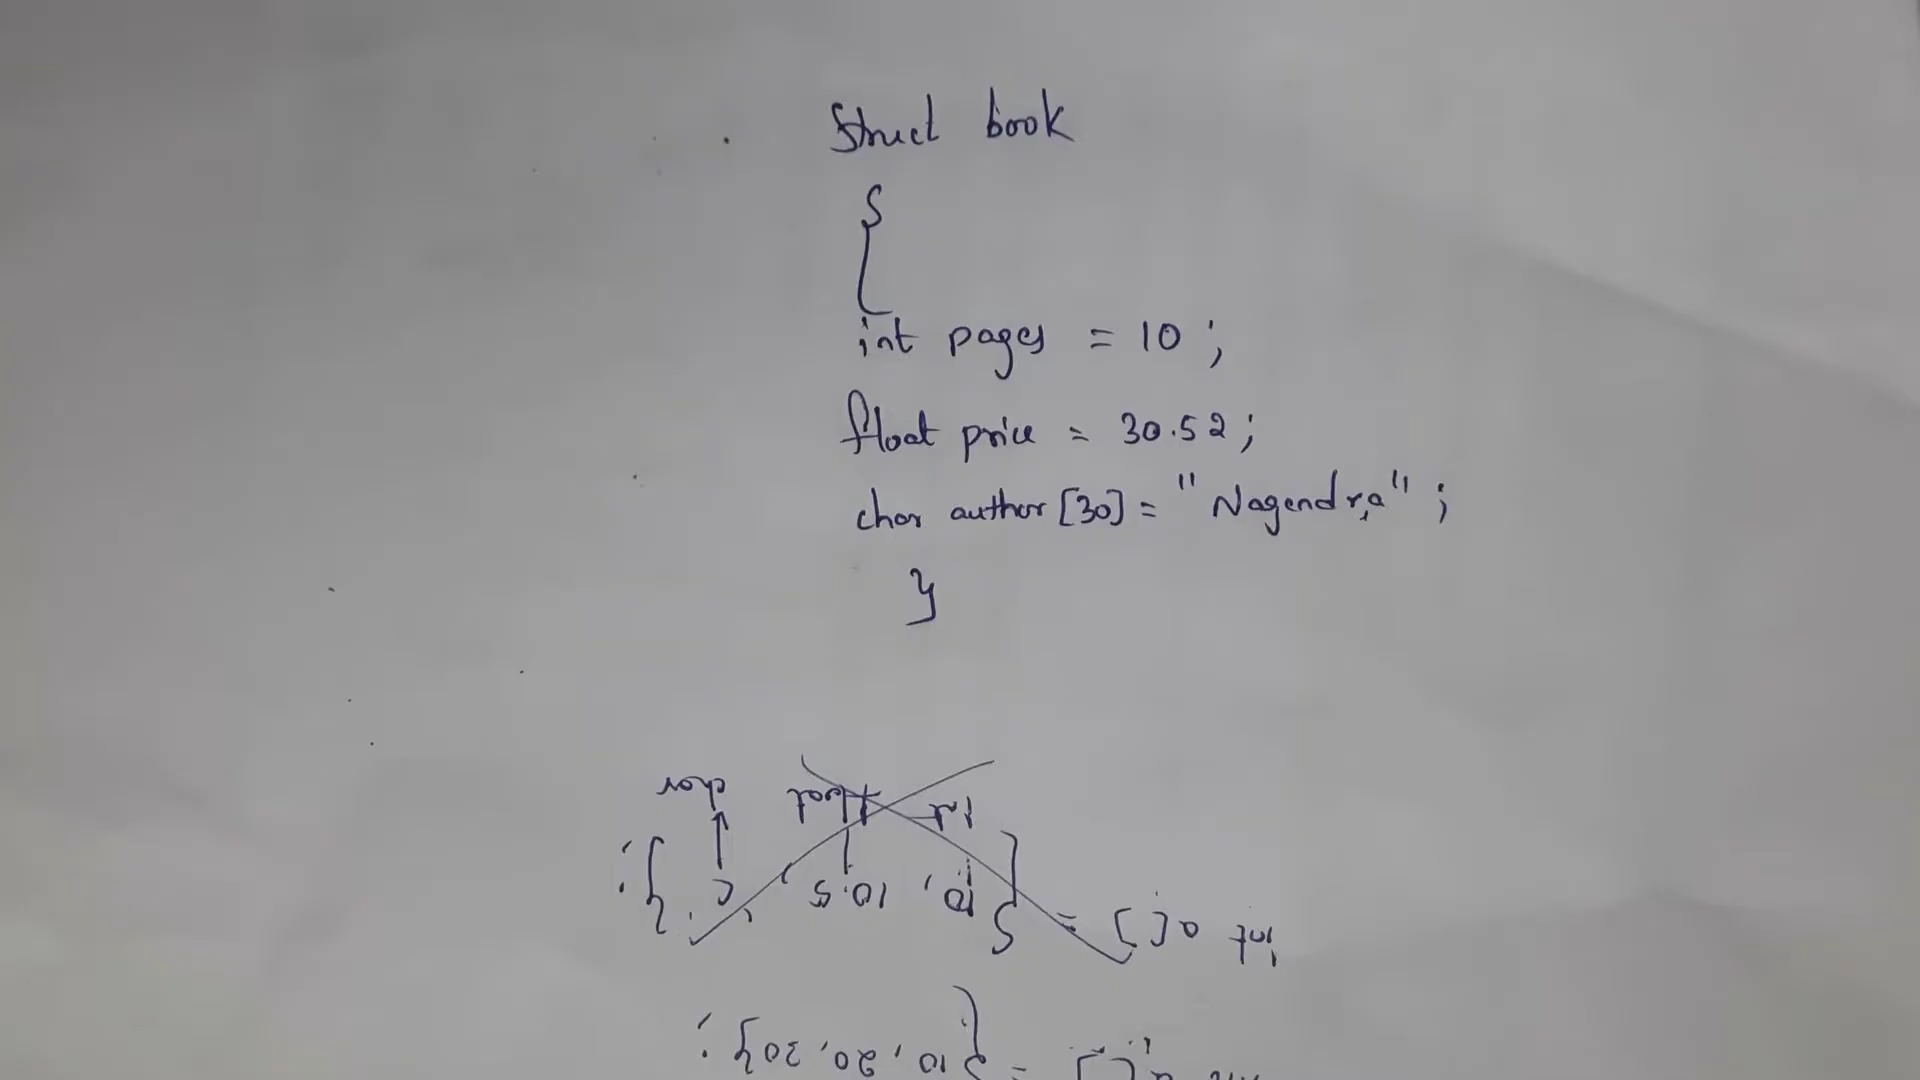 Struct book
{
int pages = 10 ;
float price = 30.52 ;
char author [30] = "Nagendra" ;
}
char float int
int a[] = { 10, 10.5, 'c' } ;
= { 10, 20, 30 } ;